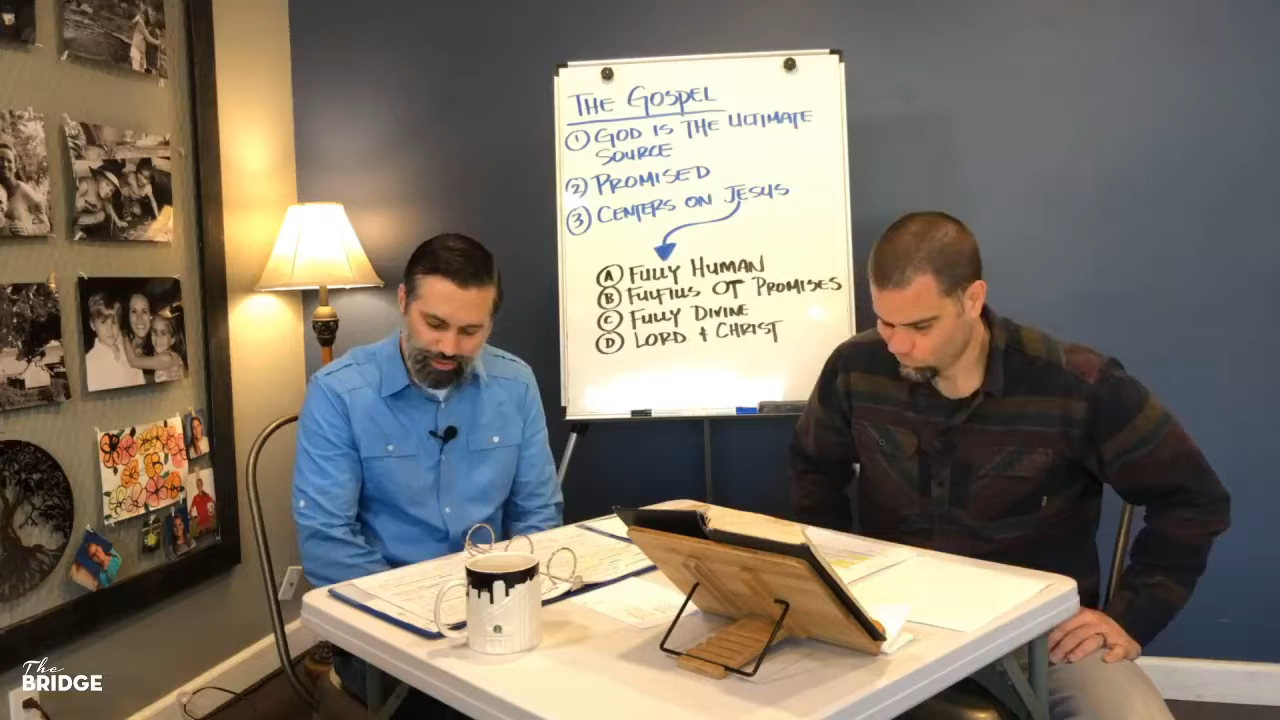 THE GOSPEL
① GOD IS THE ULTIMATE
SOURCE
② PROMISED
③ CENTERS ON JESUS
Ⓐ FULLY HUMAN
Ⓑ FULFILLS OT PROMISES
Ⓒ FULLY DIVINE
Ⓓ LORD + CHRIST
The
BRIDGE